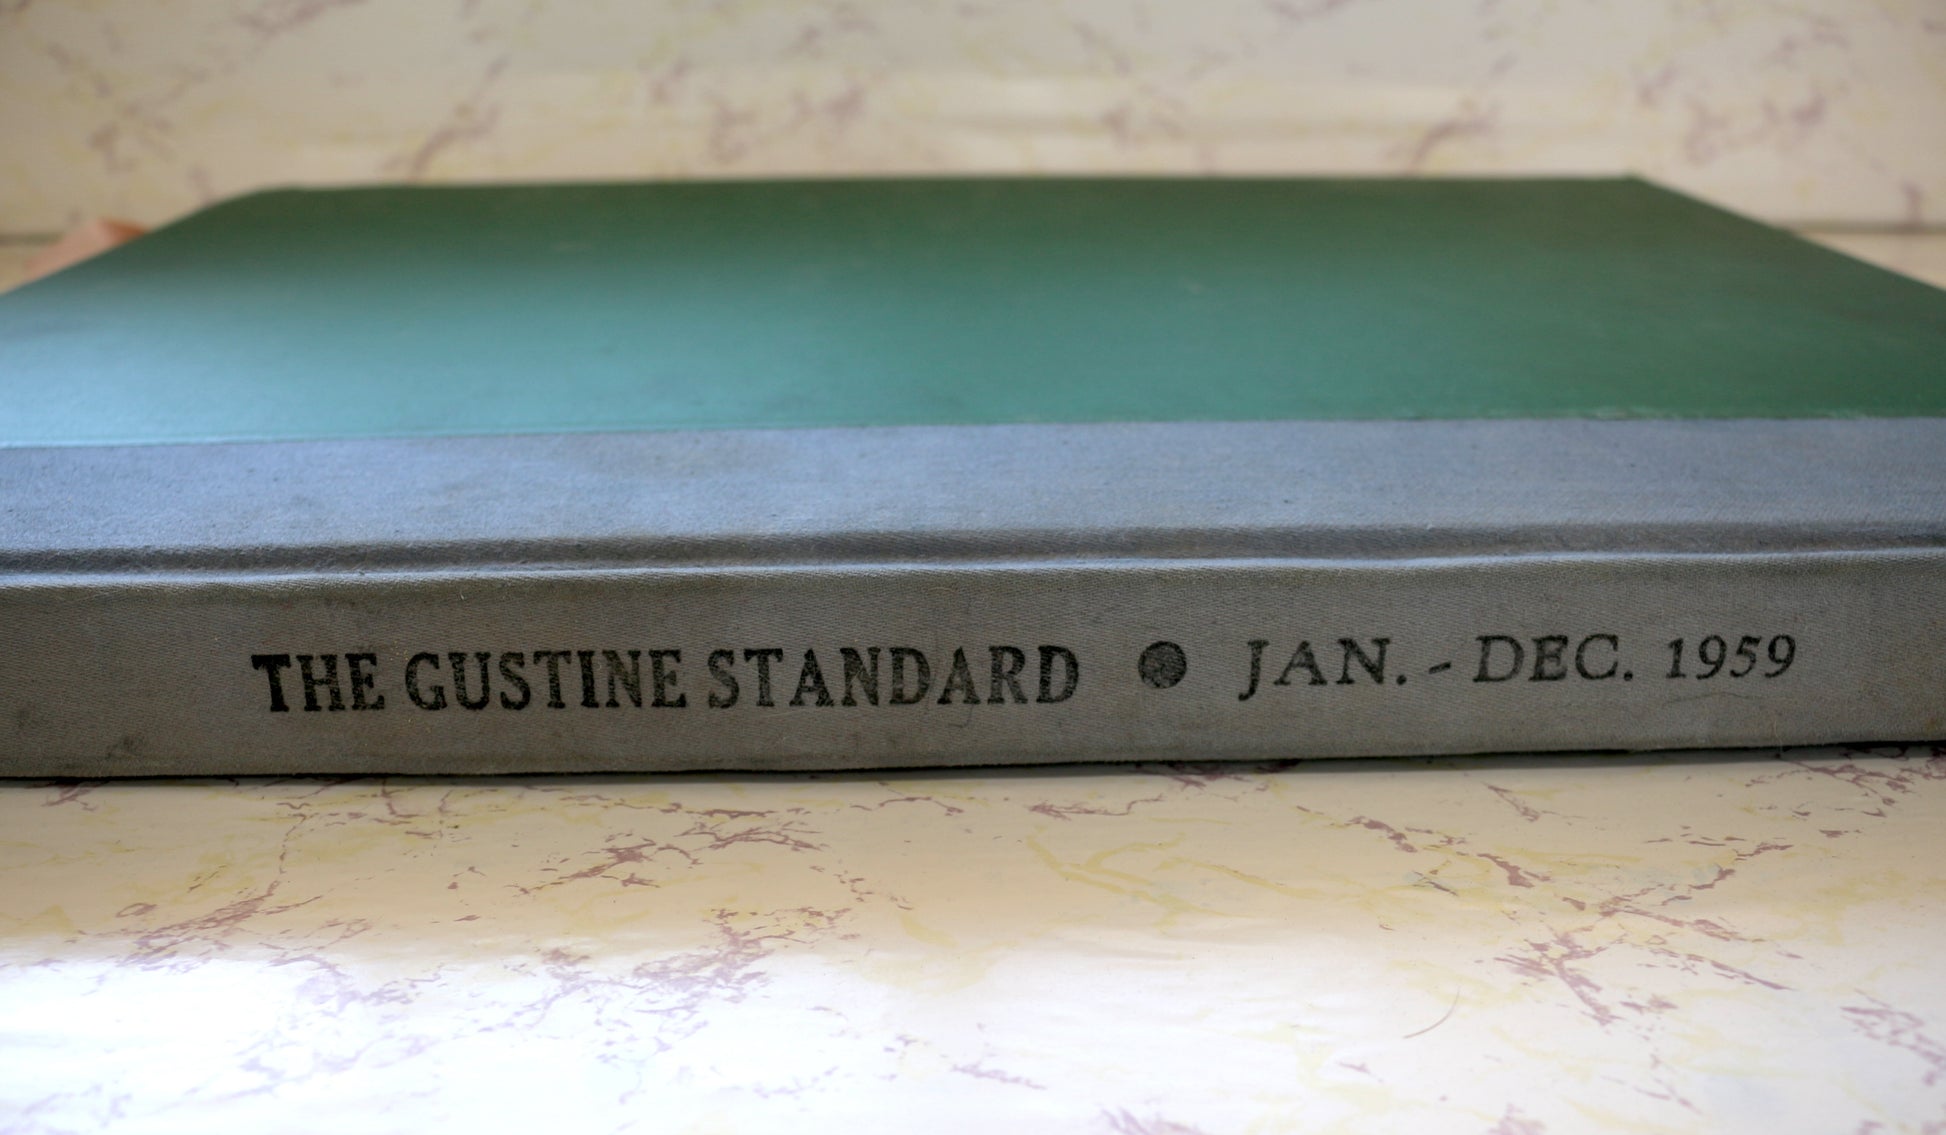 THE GUSTINE STANDARD ● JAN. - DEC. 1959